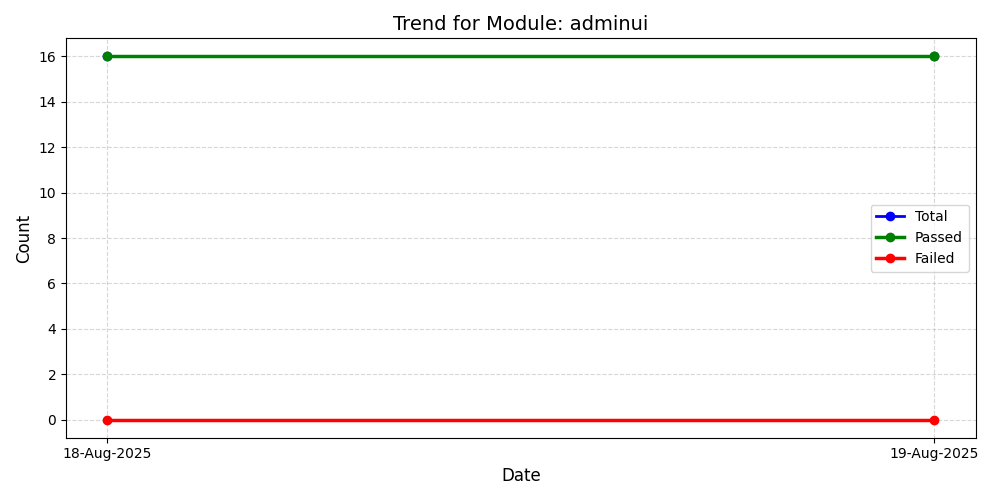 Trend for Module: adminui
Count
16
14
12
10
8
6
4
2
0
Total
Passed
Failed
18-Aug-2025
19-Aug-2025
Date